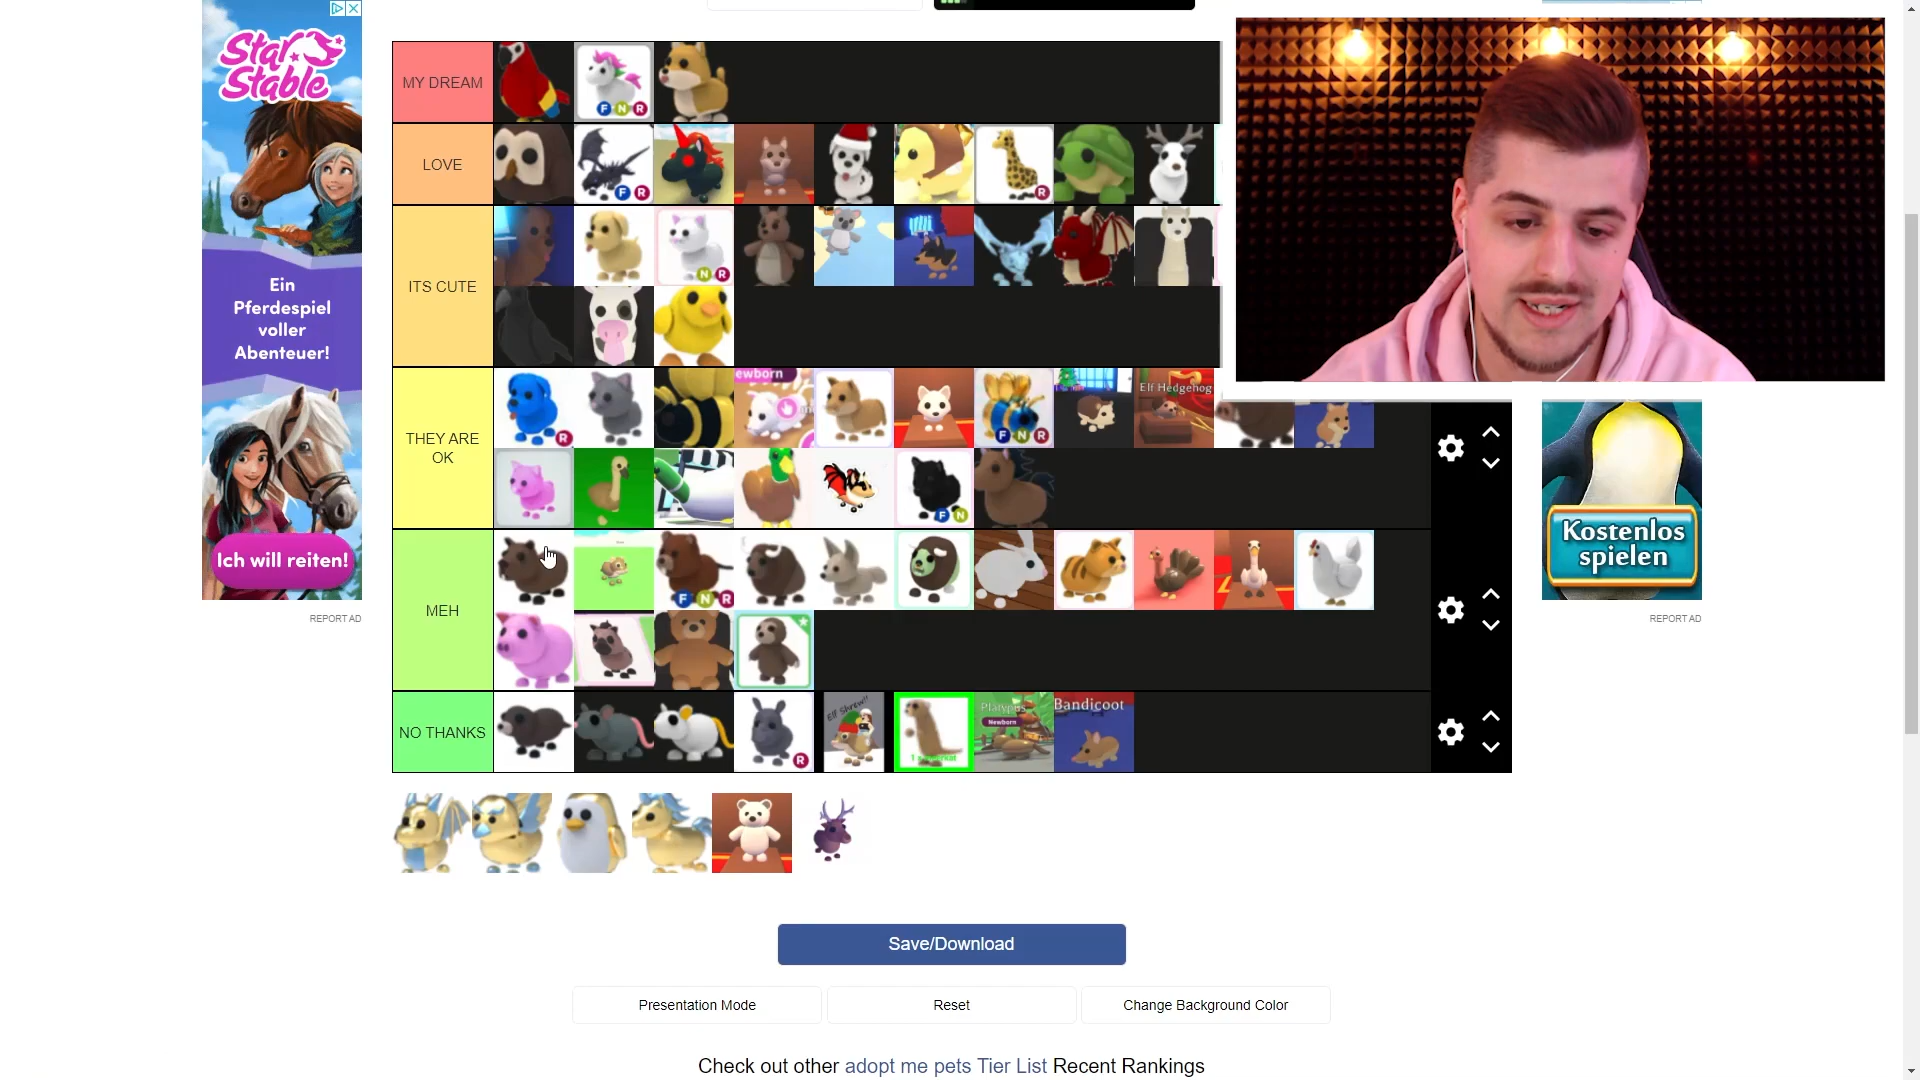 Star
Stable
Ein
Pferdespiel
voller
Abenteuer!
Ich will reiten!
REPORT AD
MY DREAM
F N R
LOVE
F R
R
ITS CUTE
N R
THEY ARE
OK
R
ewborn
F N R
Elf Hedgehog
F N
MEH
F N R
NO THANKS
R
Elf Shrew!!
Platypus
Newborn
Bandicoot
Kostenlos
spielen
REPORT AD
Save/Download
Presentation Mode
Reset
Change Background Color
Check out other adopt me pets Tier List Recent Rankings